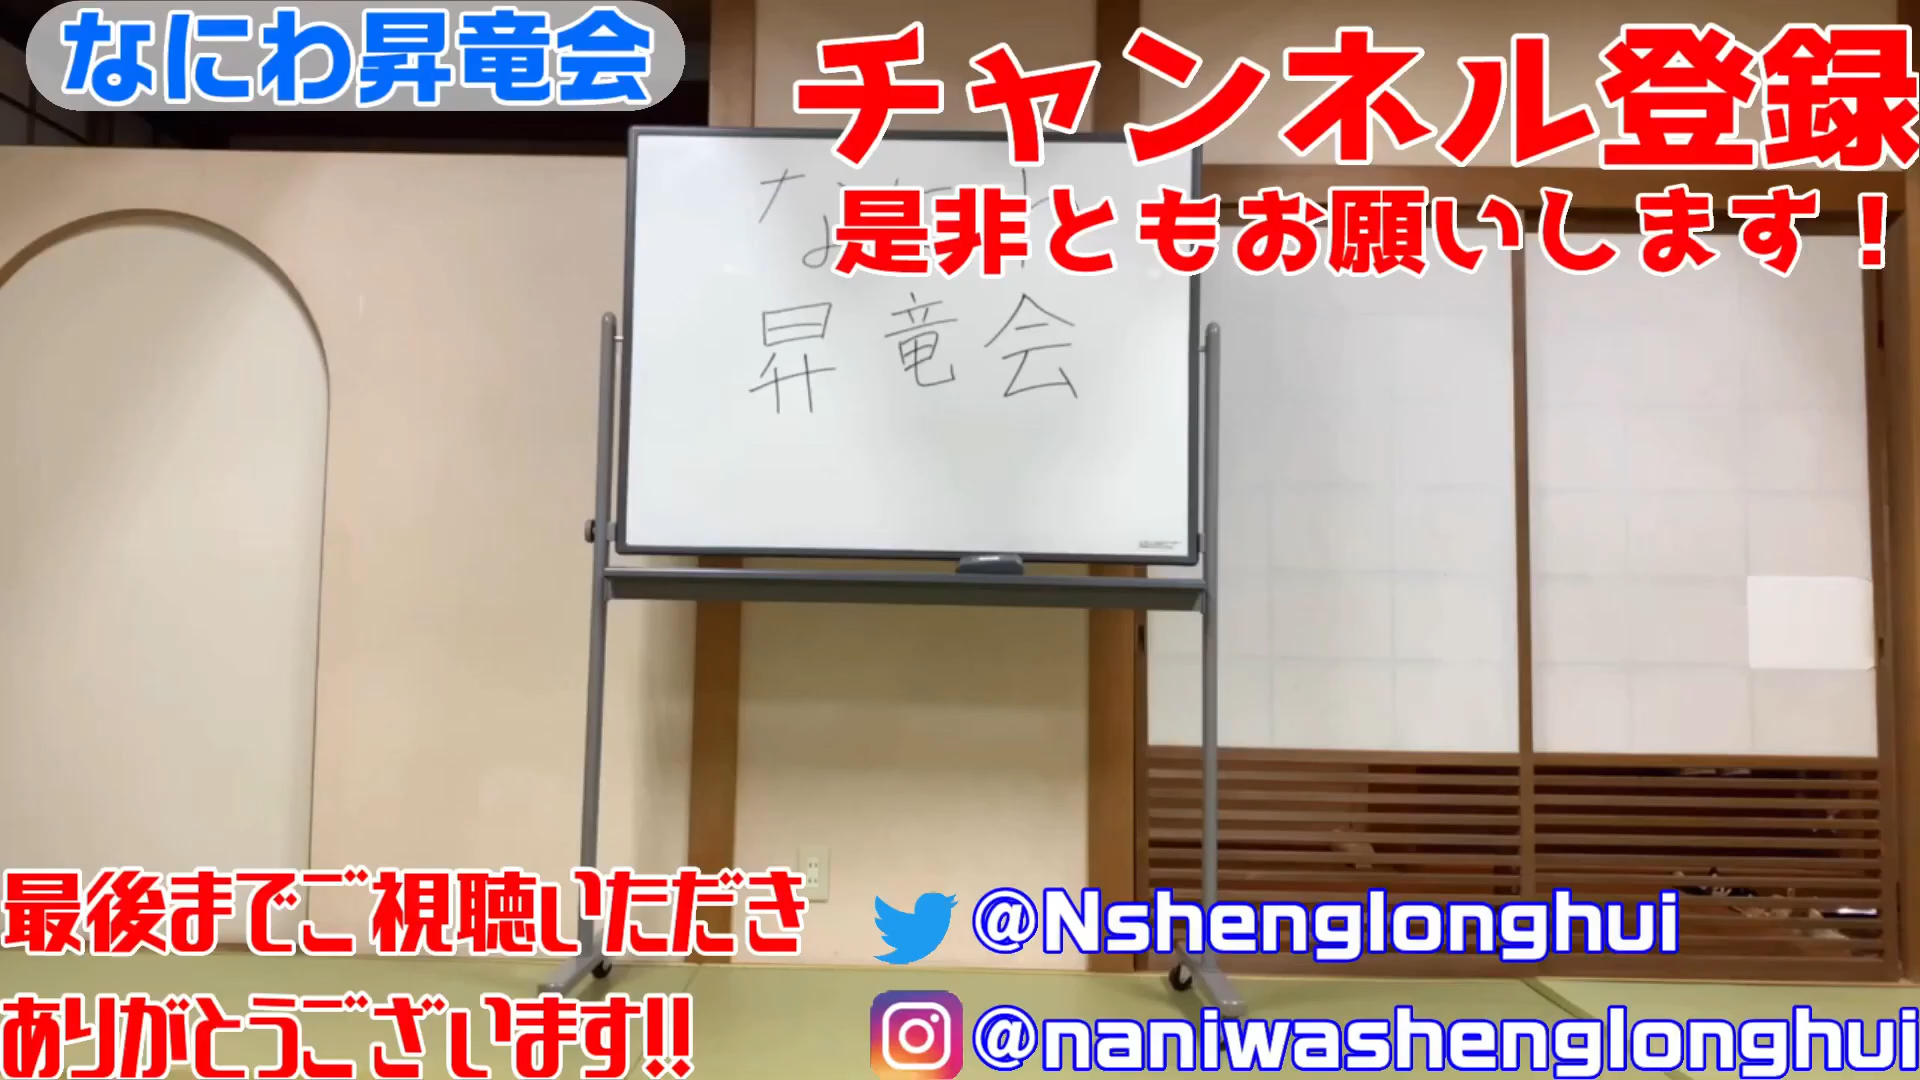 なにわ昇竜会
チャンネル登録
是非ともお願いします！
な
昇竜会
最後までご視聴いただき
ありがとうございます!!
@Nshenglonghui
@naniwashenglonghui